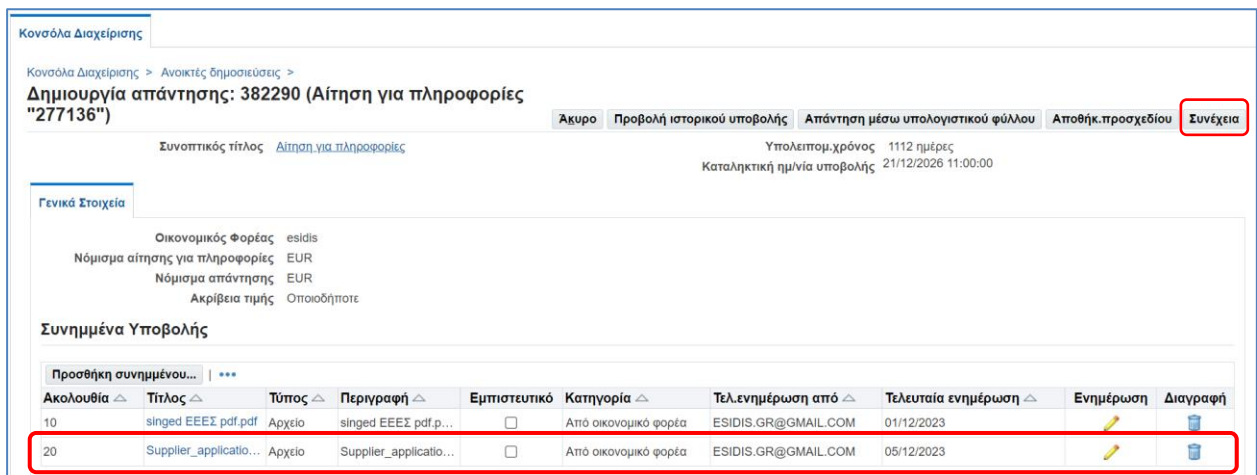 Κονσόλα Διαχείρισης
Κονσόλα Διαχείρισης > Ανοικτές δημοσιεύσεις >
Δημιουργία απάντησης: 382290 (Αίτηση για πληροφορίες
"277136")
Άκυρο Προβολή ιστορικού υποβολής Απάντηση μέσω υπολογιστικού φύλλου Αποθήκ.προσχεδίου Συνέχεια
Συνοπτικός τίτλος Αίτηση για πληροφορίες Υπολειπομ.χρόνος 1112 ημέρες
Καταληκτική ημ/νία υποβολής 21/12/2026 11:00:00
Γενικά Στοιχεία
Οικονομικός Φορέας esidis
Νόμισμα αίτησης για πληροφορίες EUR
Νόμισμα απάντησης EUR
Ακρίβεια τιμής Οποιοδήποτε
Συνημμένα Υποβολής
Προσθήκη συνημμένου... | •••
Ακολουθία Τίτλος Τύπος Περιγραφή Εμπιστευτικό Κατηγορία Τελ.ενημέρωση από Τελευταία ενημέρωση Ενημέρωση Διαγραφή
10 singed ΕΕΕΣ pdf.pdf Αρχείο singed ΕΕΕΣ pdf.p... Από οικονομικό φορέα ESIDIS.GR@GMAIL.COM 01/12/2023
20 Supplier_applicatio... Αρχείο Supplier_applicatio... Από οικονομικό φορέα ESIDIS.GR@GMAIL.COM 05/12/2023